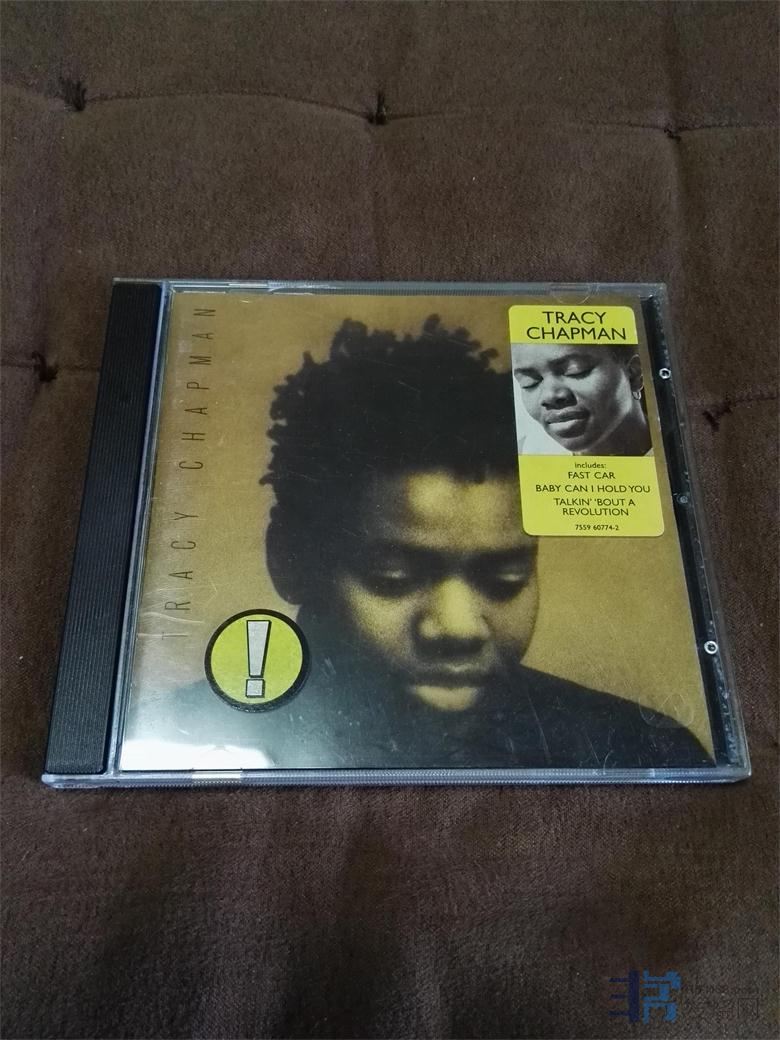 TRACY CHAPMAN
TRACY
CHAPMAN
includes:
FAST CAR
BABY CAN I HOLD YOU
TALKIN' 'BOUT A
REVOLUTION
7559 60774-2
!